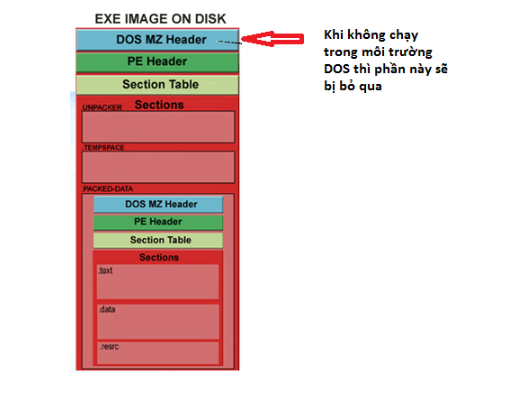 EXE IMAGE ON DISK
DOS MZ Header
Khi không chạy
trong môi trường
DOS thì phần này sẽ
bị bỏ qua
PE Header
Section Table
Sections
UNPACKER
TEMPSPACE
PACKED-DATA
DOS MZ Header
PE Header
Section Table
Sections
.text
.data
.resrc